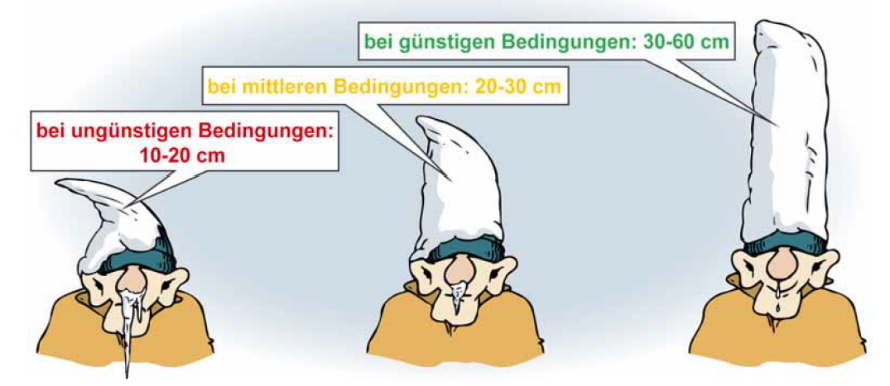 bei günstigen Bedingungen: 30-60 cm
bei mittleren Bedingungen: 20-30 cm
bei ungünstigen Bedingungen:
10-20 cm